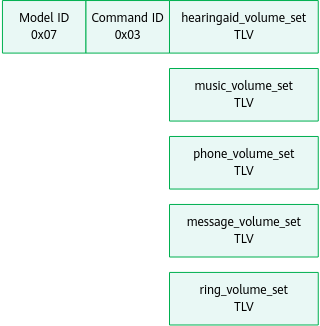 Model ID
0x07
Command ID
0x03
hearingaid_volume_set
TLV
music_volume_set
TLV
phone_volume_set
TLV
message_volume_set
TLV
ring_volume_set
TLV